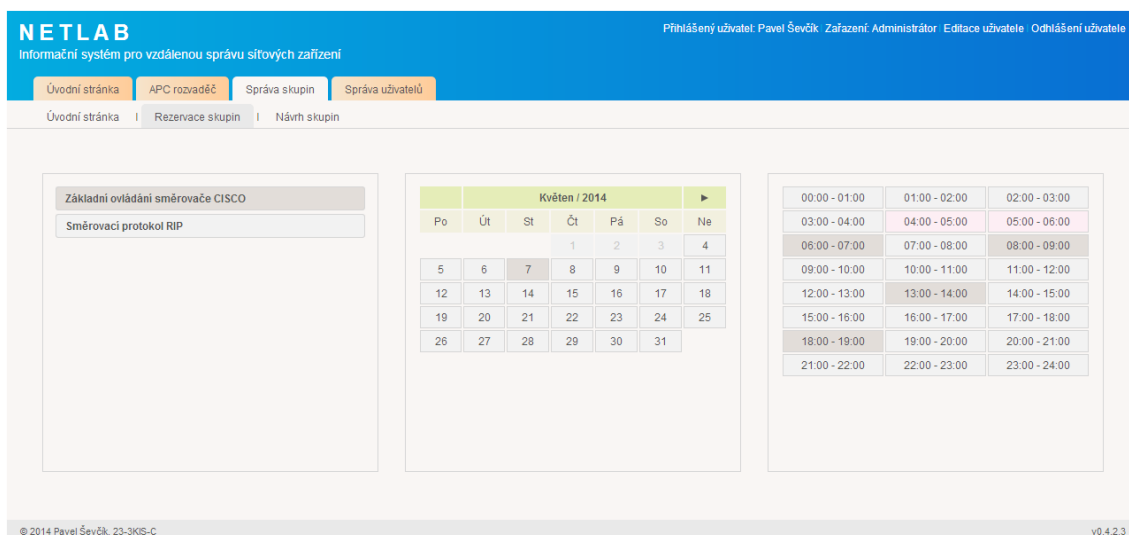 NETLAB
Informační systém pro vzdálenou správu síťových zařízení
Přihlášený uživatel: Pavel Ševčík | Zařazení: Administrátor | Editace uživatele | Odhlášení uživatele
Úvodní stránka APC rozvaděč Správa skupin Správa uživatelů
Úvodní stránka | Rezervace skupin | Návrh skupin
Základní ovládání směrovače CISCO
Směrovací protokol RIP
Květen / 2014 ►
Po Út St Čt Pá So Ne
1 2 3 4
5 6 7 8 9 10 11
12 13 14 15 16 17 18
19 20 21 22 23 24 25
26 27 28 29 30 31
00:00 - 01:00 01:00 - 02:00 02:00 - 03:00
03:00 - 04:00 04:00 - 05:00 05:00 - 06:00
06:00 - 07:00 07:00 - 08:00 08:00 - 09:00
09:00 - 10:00 10:00 - 11:00 11:00 - 12:00
12:00 - 13:00 13:00 - 14:00 14:00 - 15:00
15:00 - 16:00 16:00 - 17:00 17:00 - 18:00
18:00 - 19:00 19:00 - 20:00 20:00 - 21:00
21:00 - 22:00 22:00 - 23:00 23:00 - 24:00
© 2014 Pavel Ševčík, 23-3KIS-C
v0.4.2.3